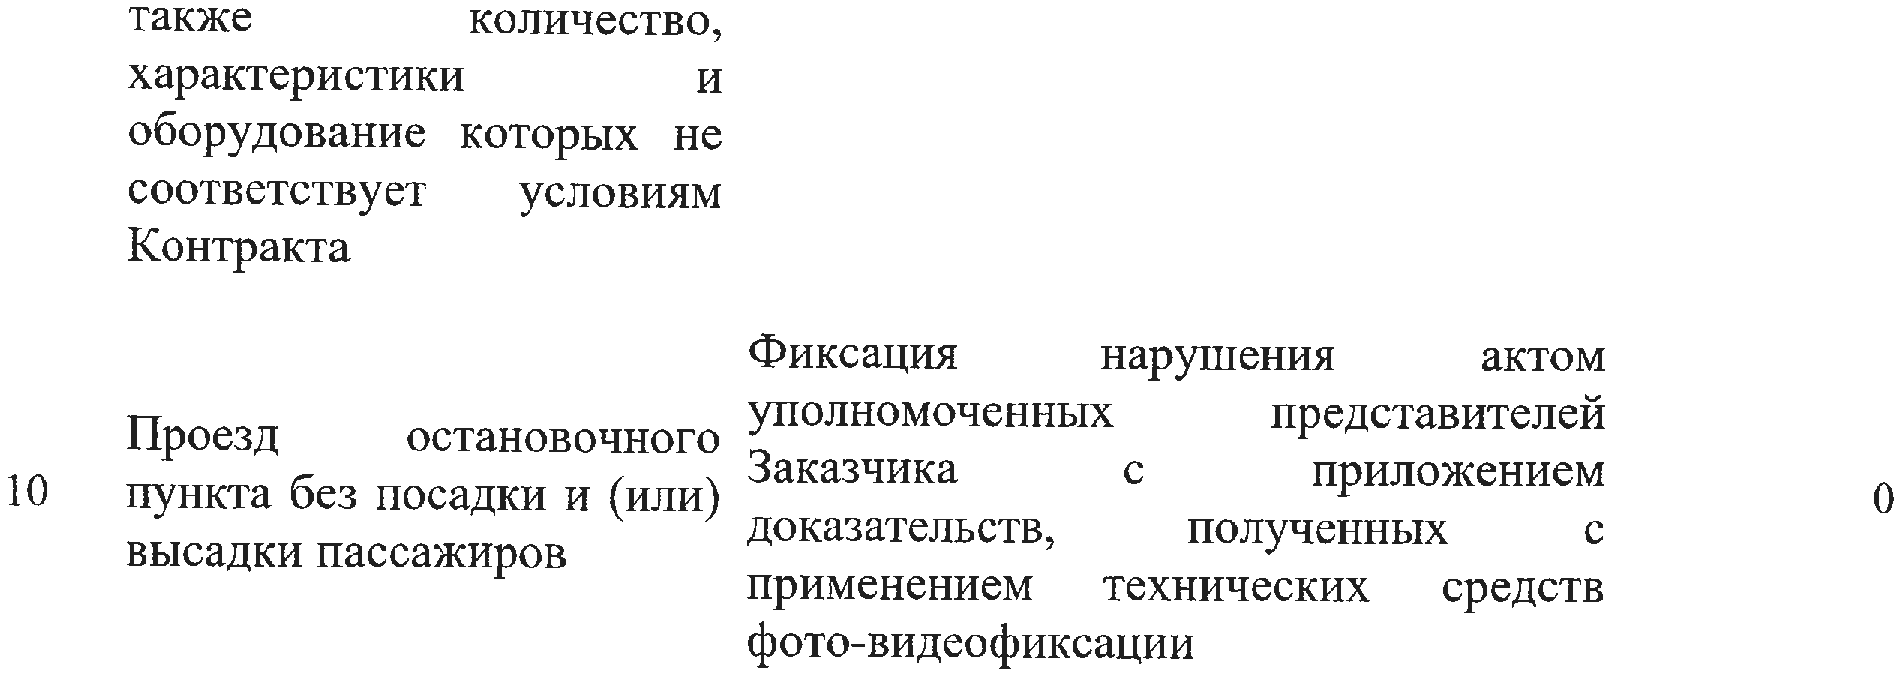 также количество,
характеристики и
оборудование которых не
соответствует условиям
Контракта
10
Проезд остановочного
пункта без посадки и (или)
высадки пассажиров
Фиксация нарушения актом
уполномоченных представителей
Заказчика с приложением
доказательств, полученных с
применением технических средств
фото-видеофиксации
0